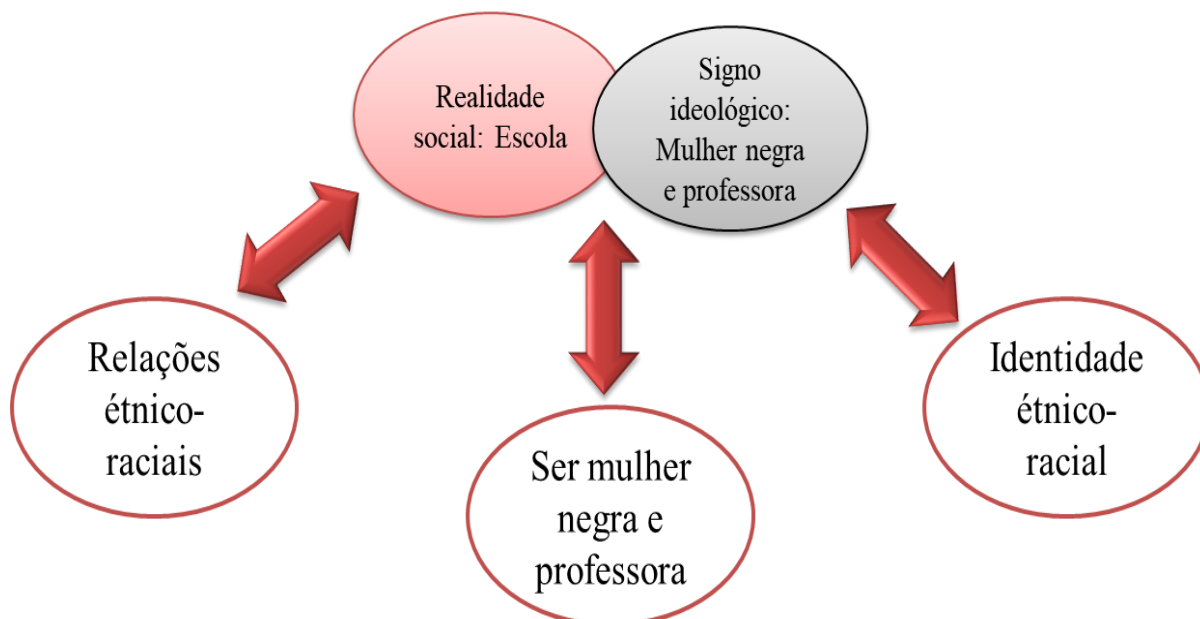 Realidade
social: Escola
Signo
ideológico:
Mulher negra
e professora
Relações
étnico-
raciais
Ser mulher
negra e
professora
Identidade
étnico-
racial